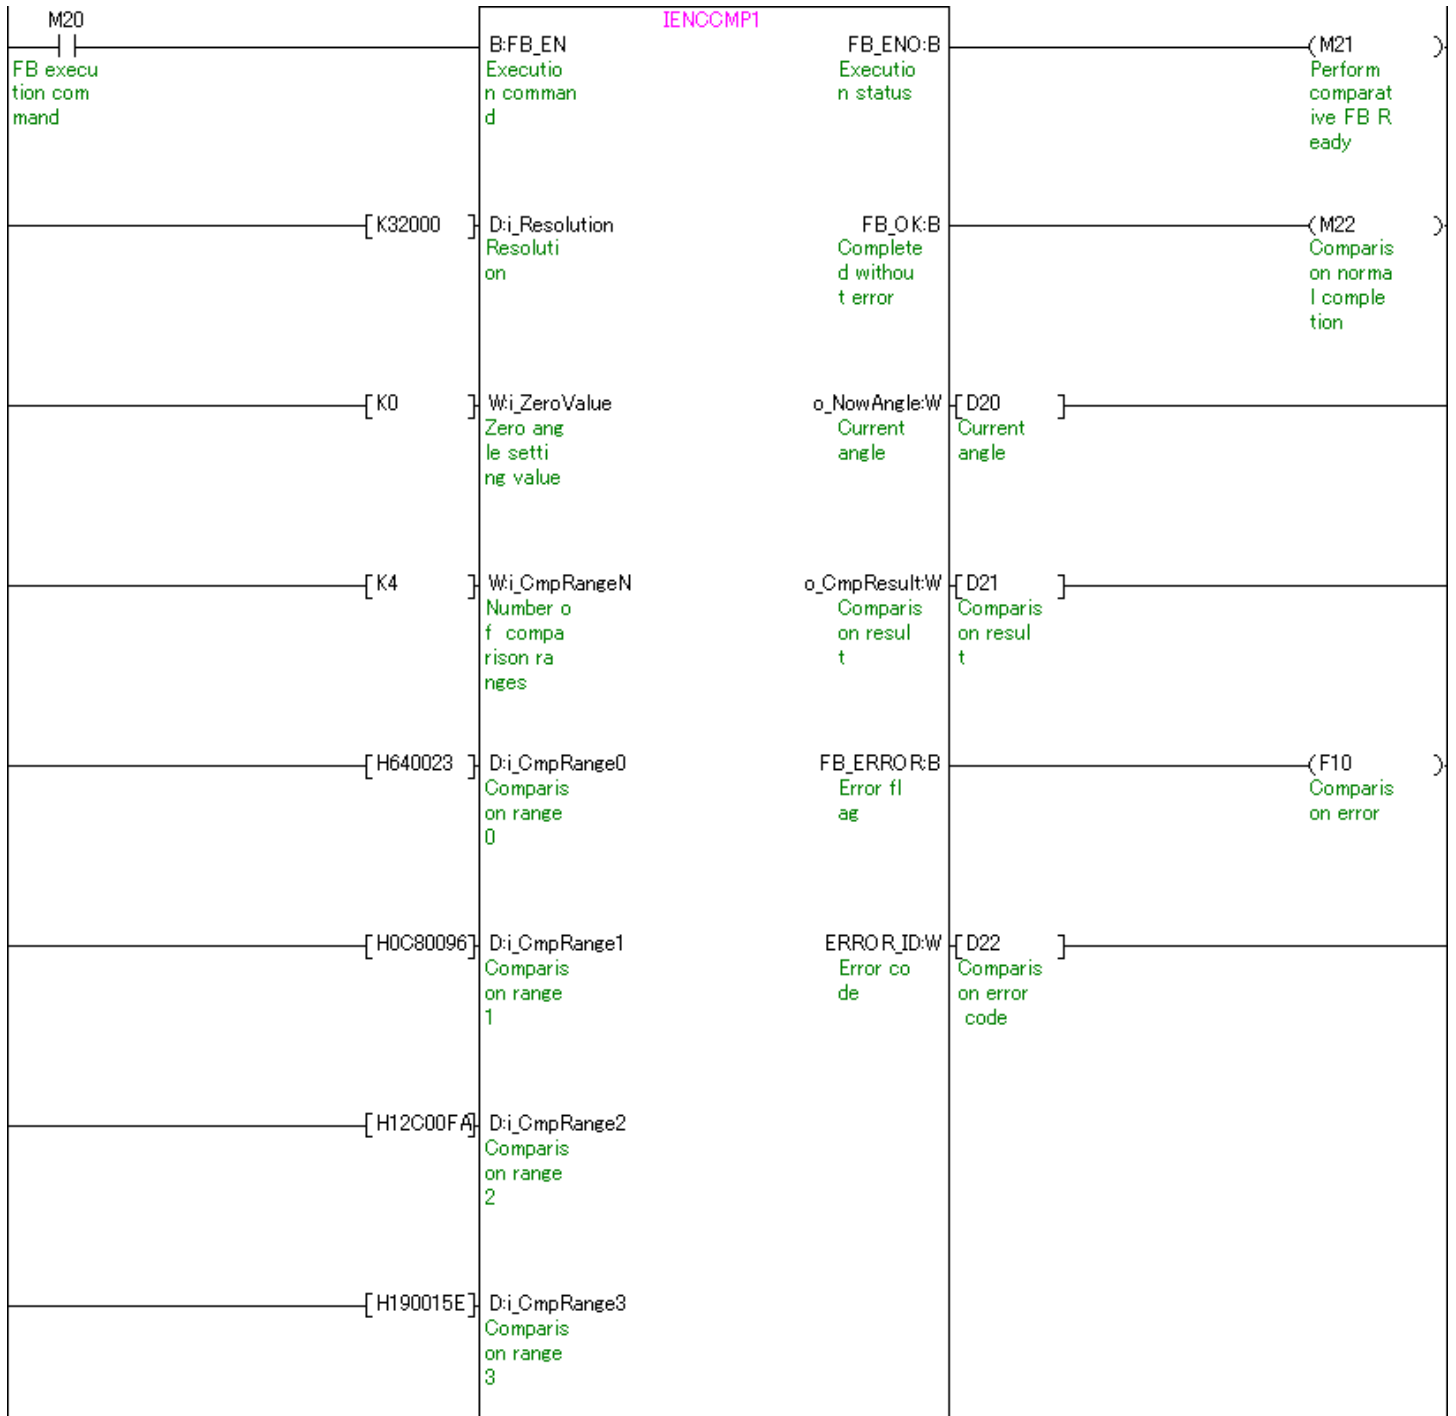 M20
IENCCMP1
B:FB_EN
FB_ENO:B
(M21 )
FB execu
tion com
mand
Executio
n comman
d
Executio
n status
Perform
comparat
ive FB R
eady
[K32000 ]
D:i_Resolution
FB_OK:B
(M22 )
Resoluti
on
Complete
d withou
t error
Comparis
on norma
l comple
tion
[K0 ]
W:i_ZeroValue
o_NowAngle:W
[D20 ]
Zero ang
le setti
ng value
Current
angle
Current
angle
[K4 ]
W:i_CmpRangeN
o_CmpResult:W
[D21 ]
Number o
f compa
rison ra
nges
Comparis
on resul
t
Comparis
on resul
t
[H640023 ]
D:i_CmpRange0
FB_ERROR:B
(F10 )
Comparis
on range
0
Error fl
ag
Comparis
on error
[H0C80096]
D:i_CmpRange1
ERROR_ID:W
[D22 ]
Comparis
on range
1
Error co
de
Comparis
on error
code
[H12C00FA]
D:i_CmpRange2
Comparis
on range
2
[H190015E]
D:i_CmpRange3
Comparis
on range
3